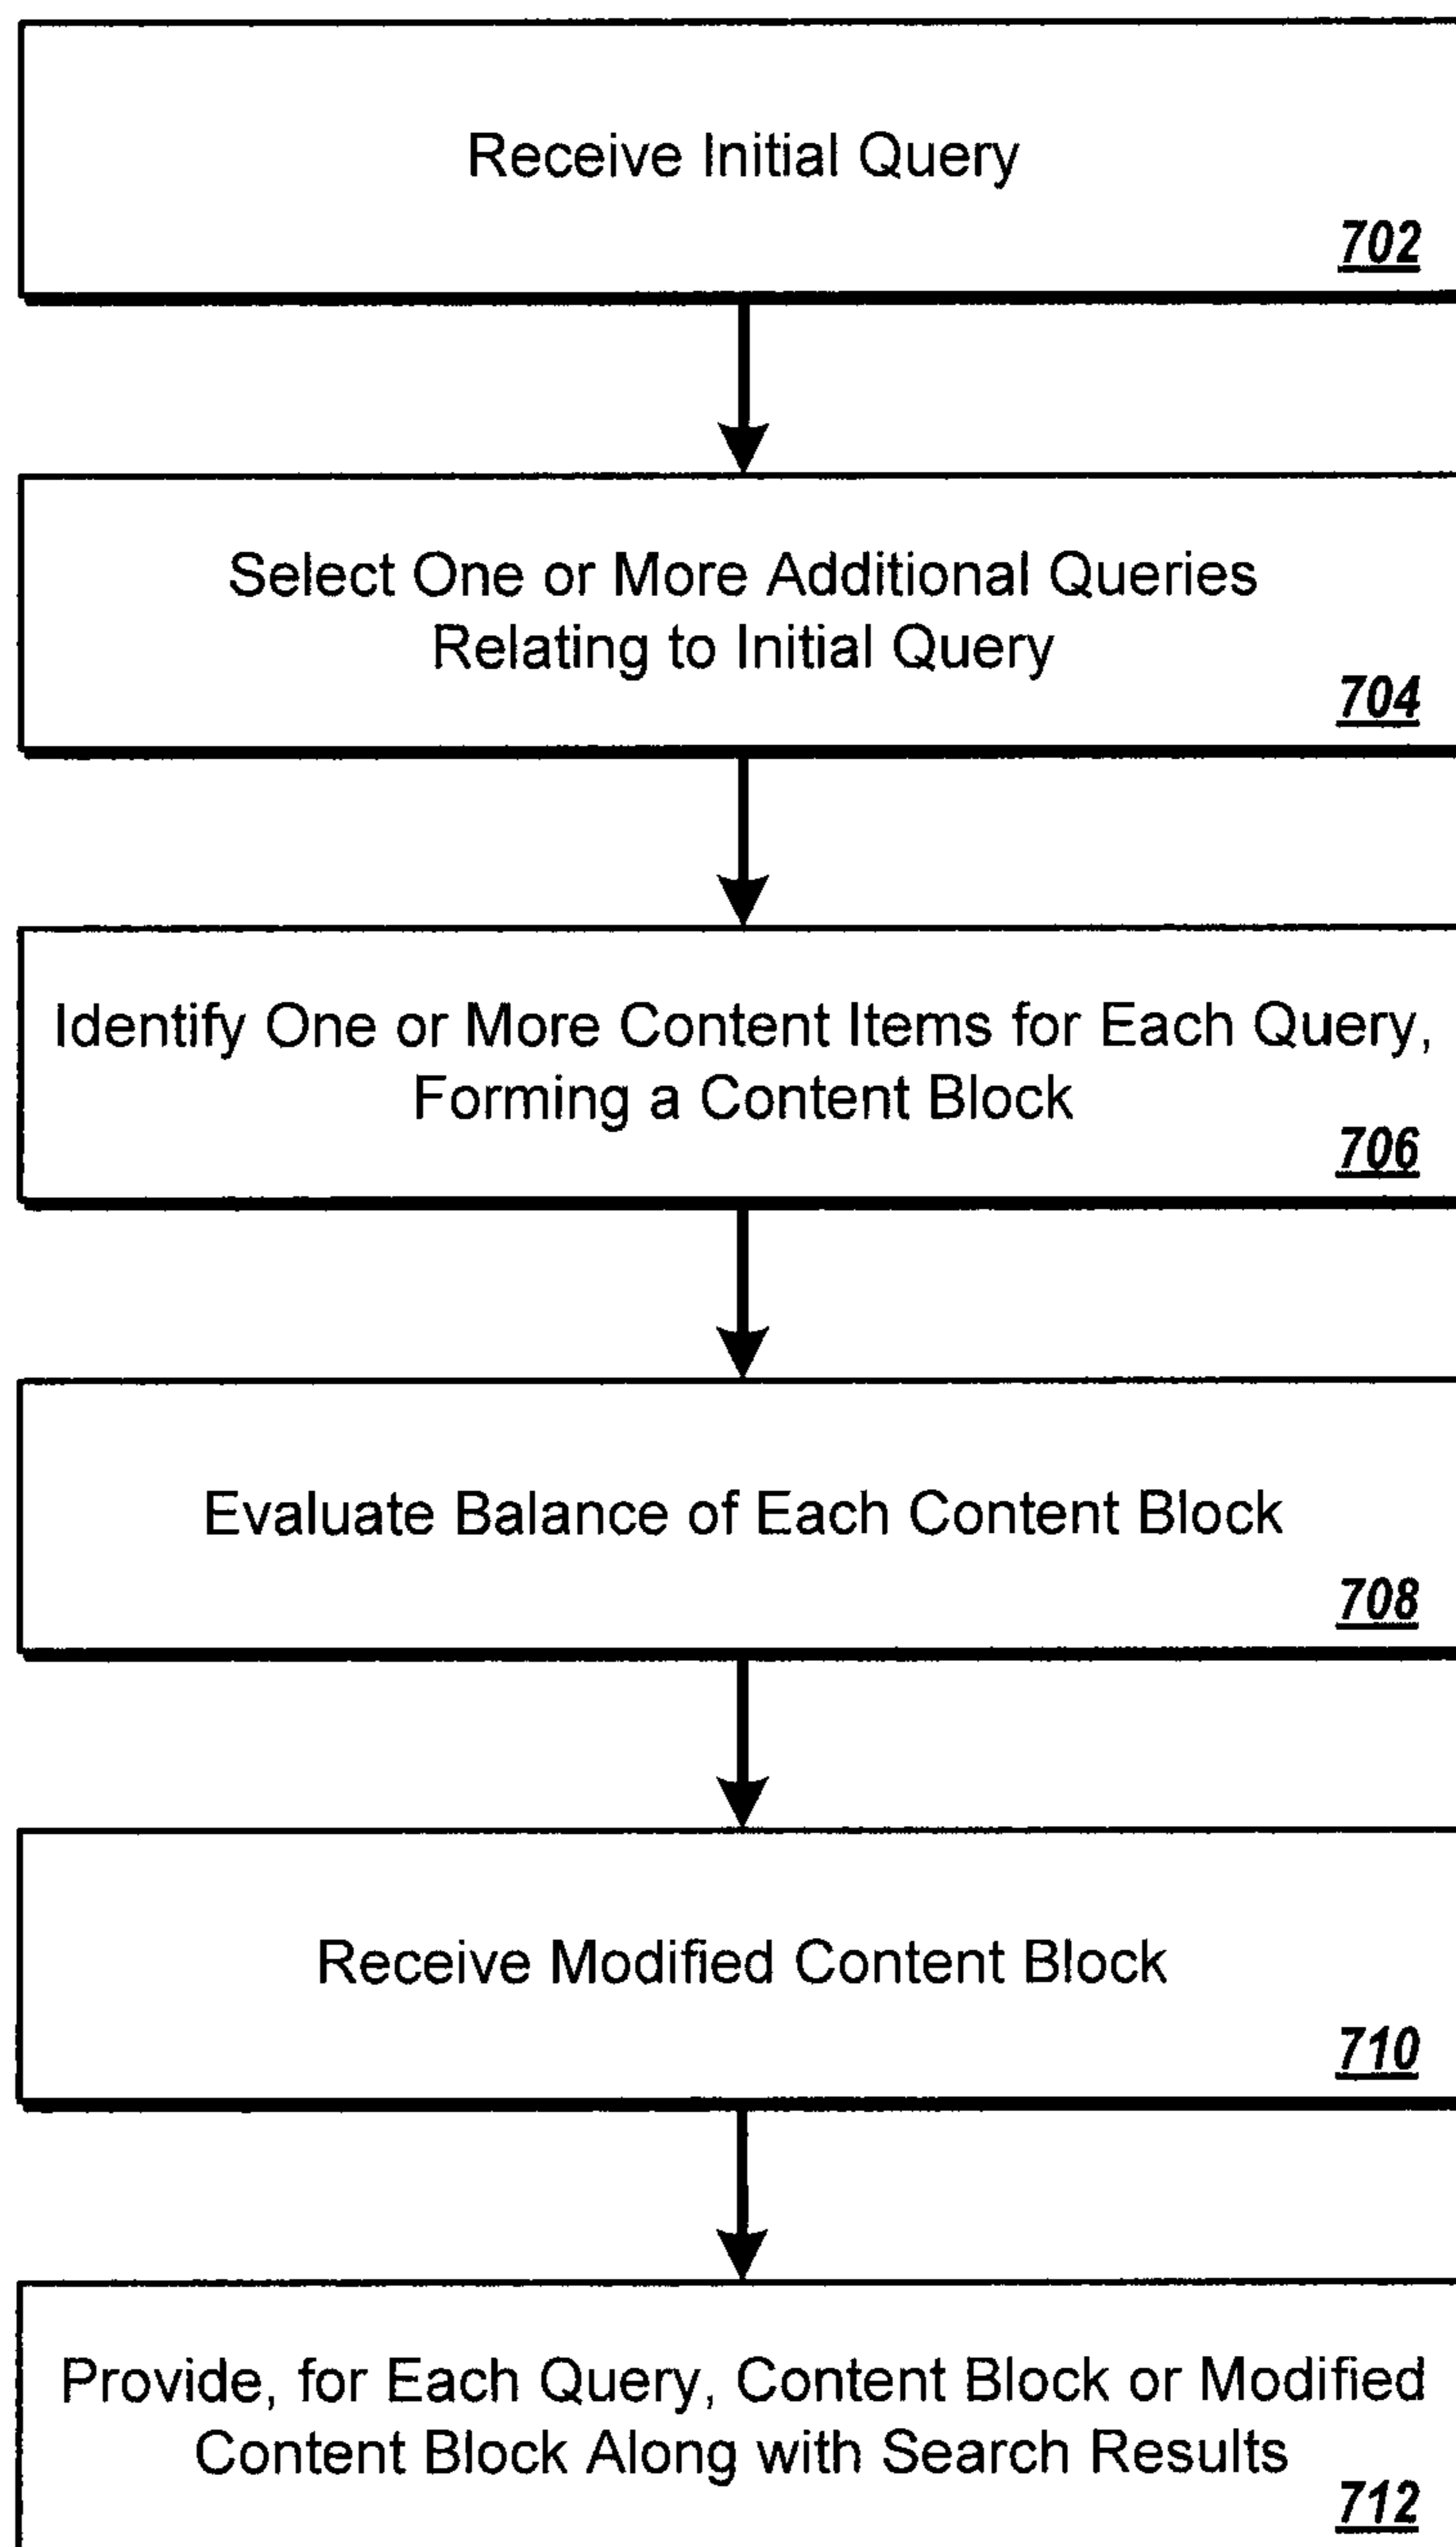 Receive Initial Query
702
Select One or More Additional Queries
Relating to Initial Query
704
Identify One or More Content Items for Each Query,
Forming a Content Block
706
Evaluate Balance of Each Content Block
708
Receive Modified Content Block
710
Provide, for Each Query, Content Block or Modified
Content Block Along with Search Results
712